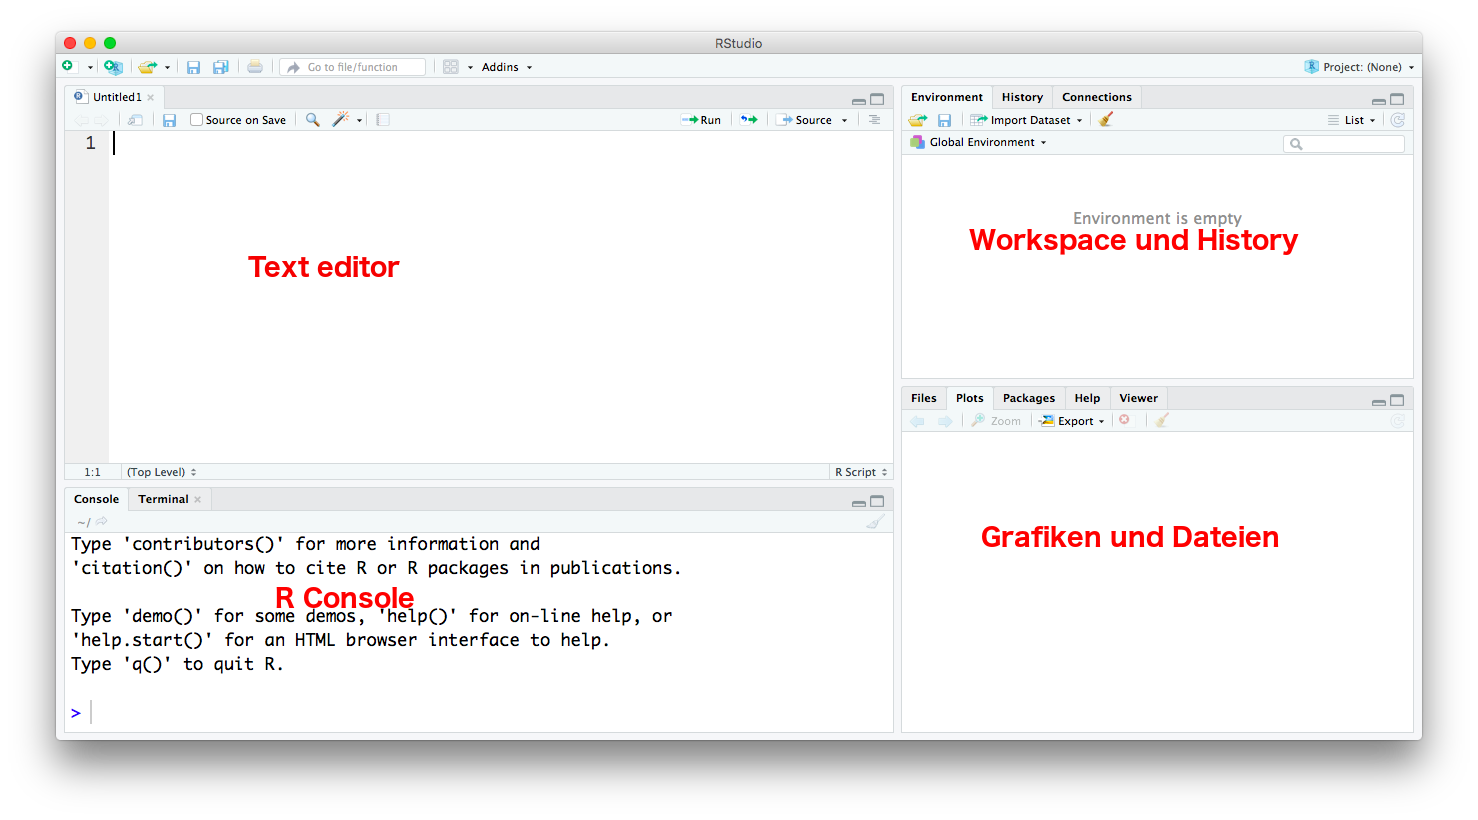 RStudio
Go to file/function
Addins
Project: (None)
Untitled1
Source on Save
Run
Source
1
Text editor
1:1 (Top Level)
R Script
Console Terminal
~/
Type 'contributors()' for more information and
'citation()' on how to cite R or R packages in publications.
R Console
Type 'demo()' for some demos, 'help()' for on-line help, or
'help.start()' for an HTML browser interface to help.
Type 'q()' to quit R.
>
Environment History Connections
Import Dataset
List
Global Environment
Environment is empty
Workspace und History
Files Plots Packages Help Viewer
Zoom Export
Grafiken und Dateien